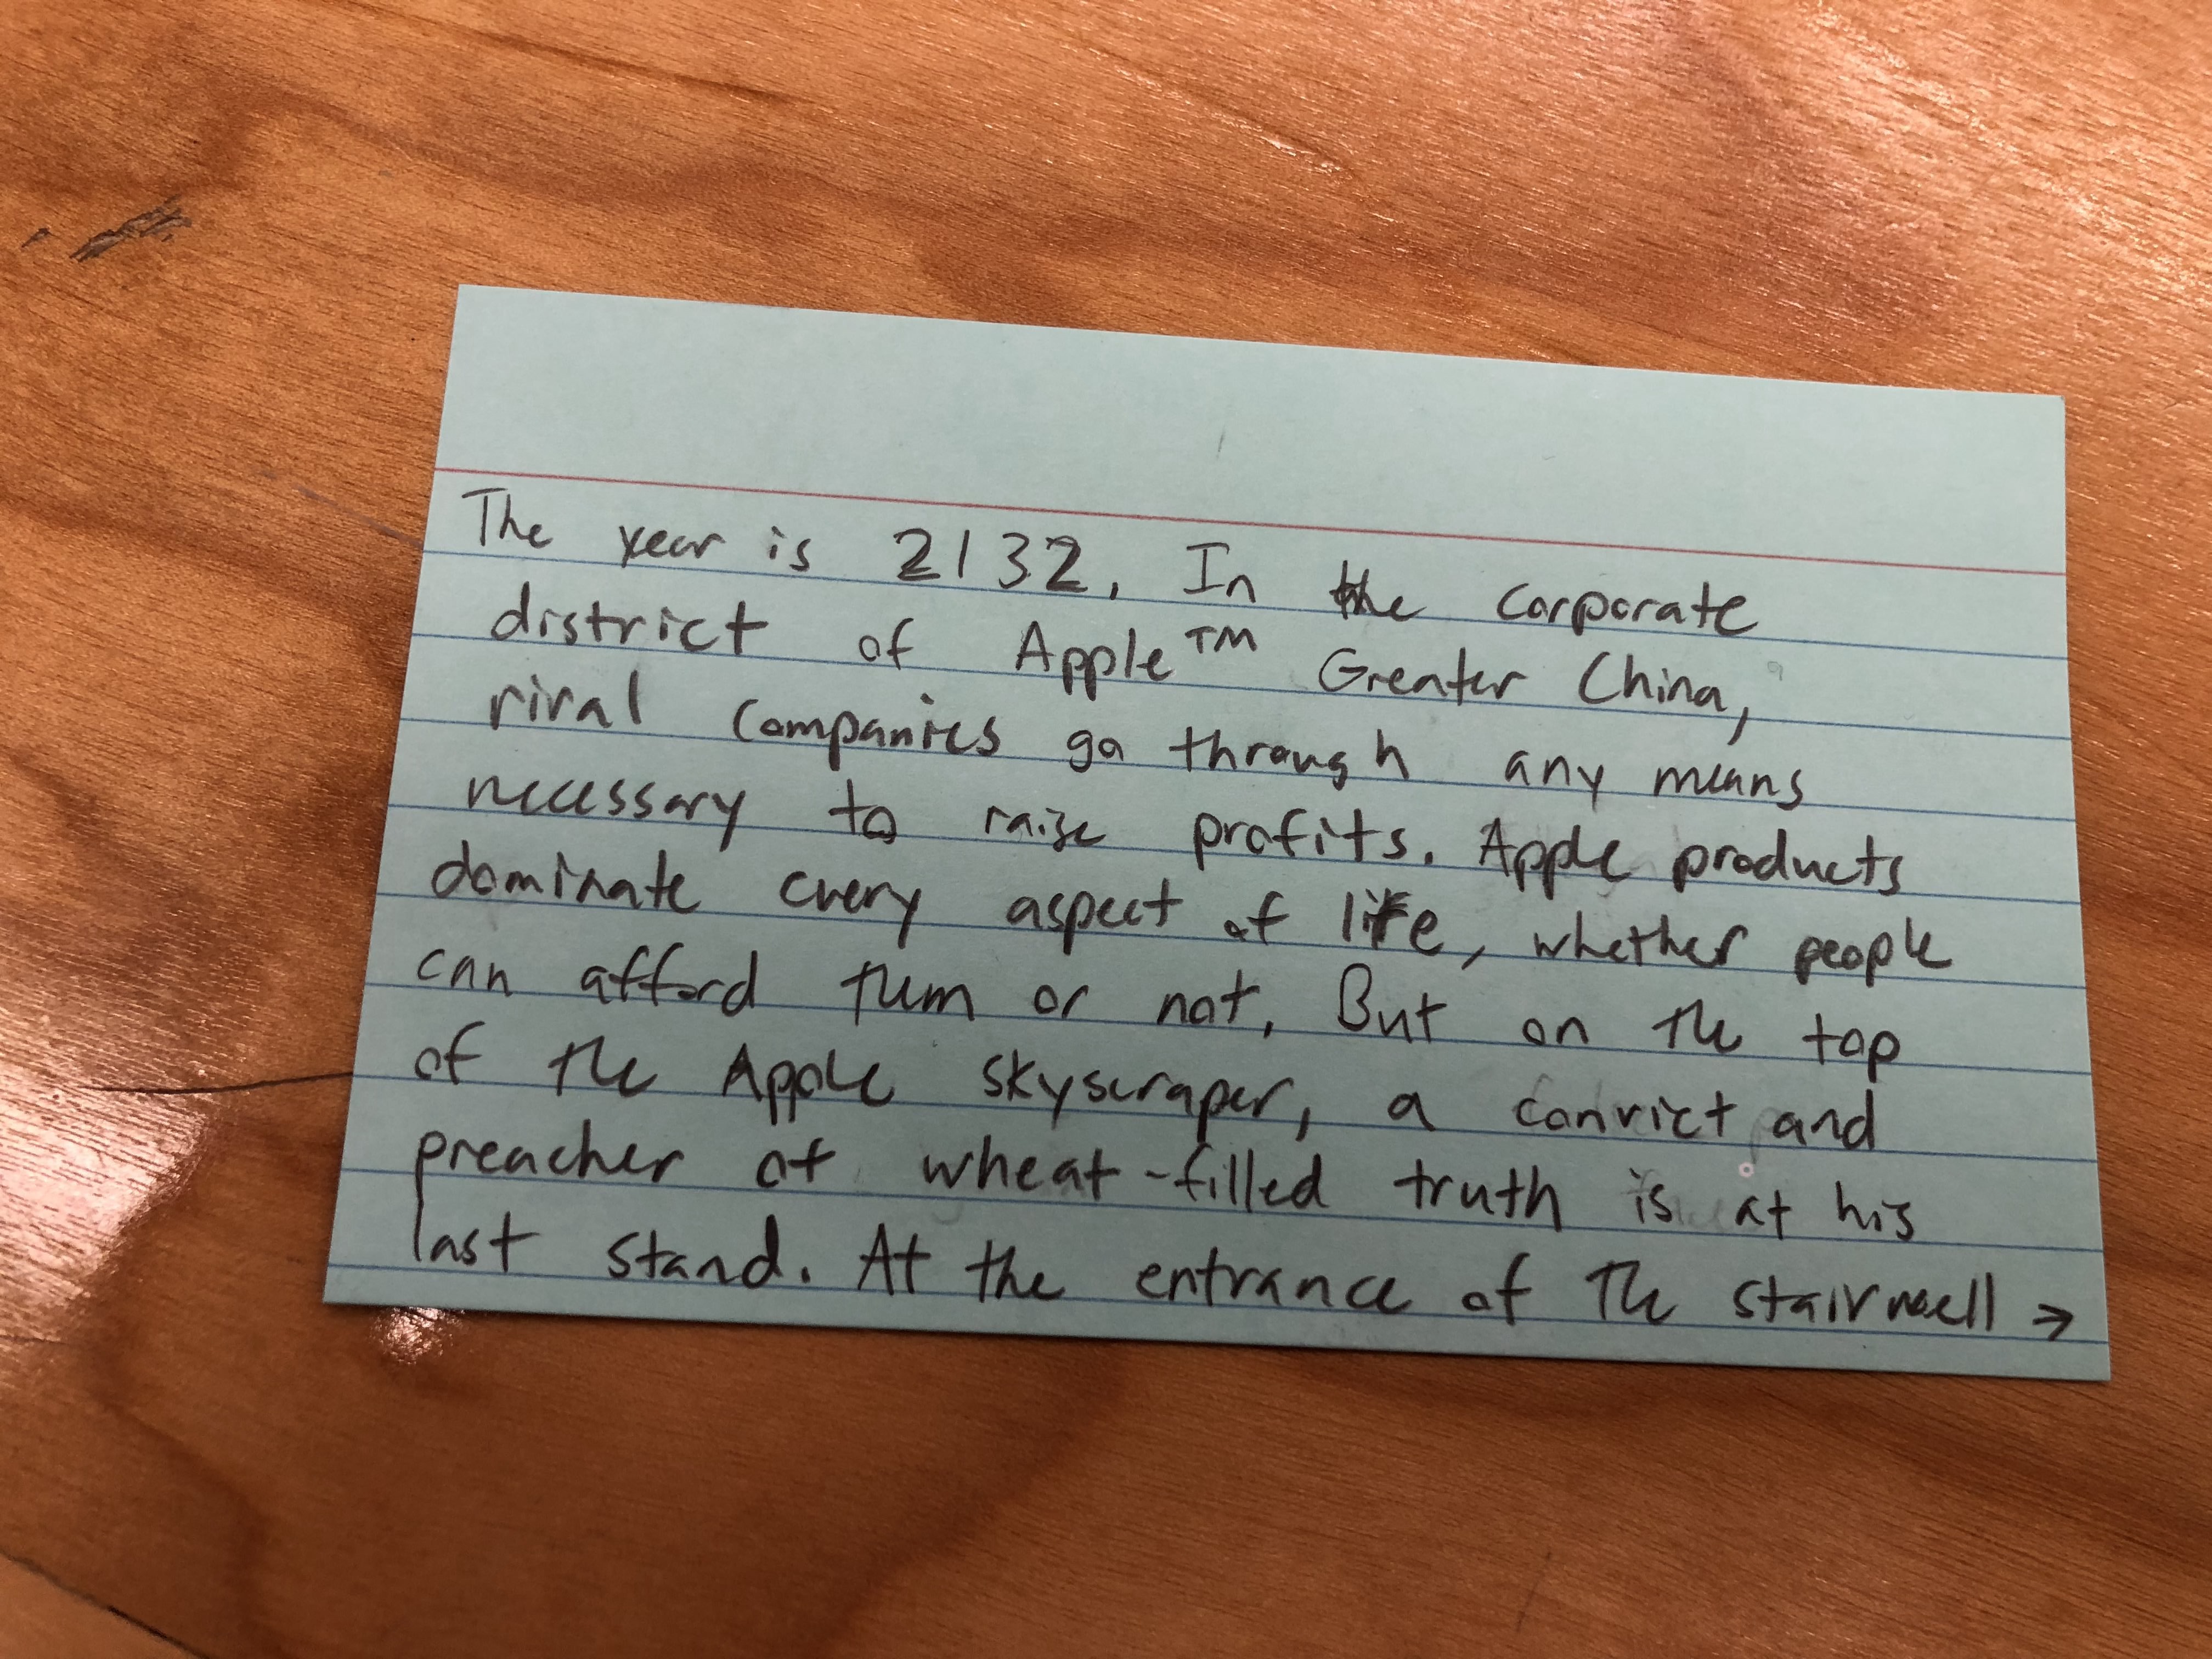 The year is 2132. In the corporate
district of Apple™ Greater China,
rival companies go through any means
necessary to raise profits. Apple products
dominate every aspect of life, whether people
can afford them or not. But on the top
of the Apple skyscraper, a convict and
preacher of wheat-filled truth is at his
last stand. At the entrance of the stairwell →